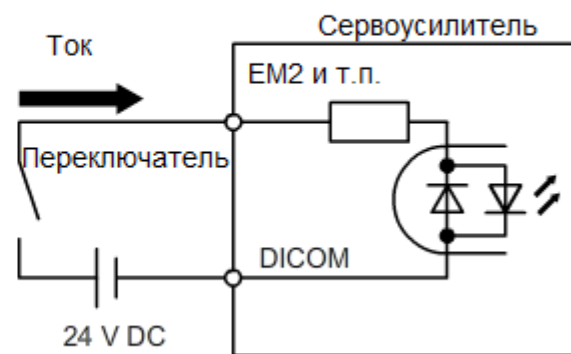 Сервоусилитель
Ток
EM2 и т.п.
Переключатель
DICOM
24 V DC